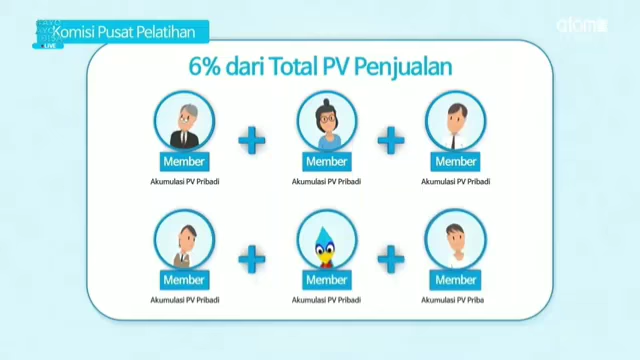 Komisi Pusat Pelatihan
LIVE
atomy
6% dari Total PV Penjualan
Member
Member
Member
Akumulasi PV Pribadi
Akumulasi PV Pribadi
Akumulasi PV Pribadi
Member
Member
Member
Akumulasi PV Pribadi
Akumulasi PV Pribadi
Akumulasi PV Priba